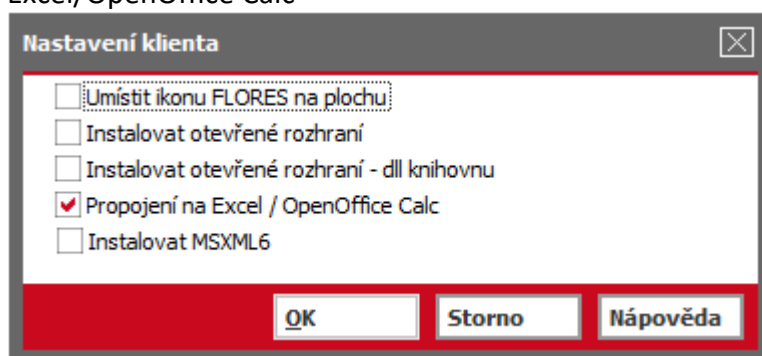 Excel/OpenOffice Calc
Nastavení klienta
Umístit ikonu FLORES na plochu
Instalovat otevřené rozhraní
Instalovat otevřené rozhraní - dll knihovnu
Propojení na Excel / OpenOffice Calc
Instalovat MSXML6
OK Storno Nápověda